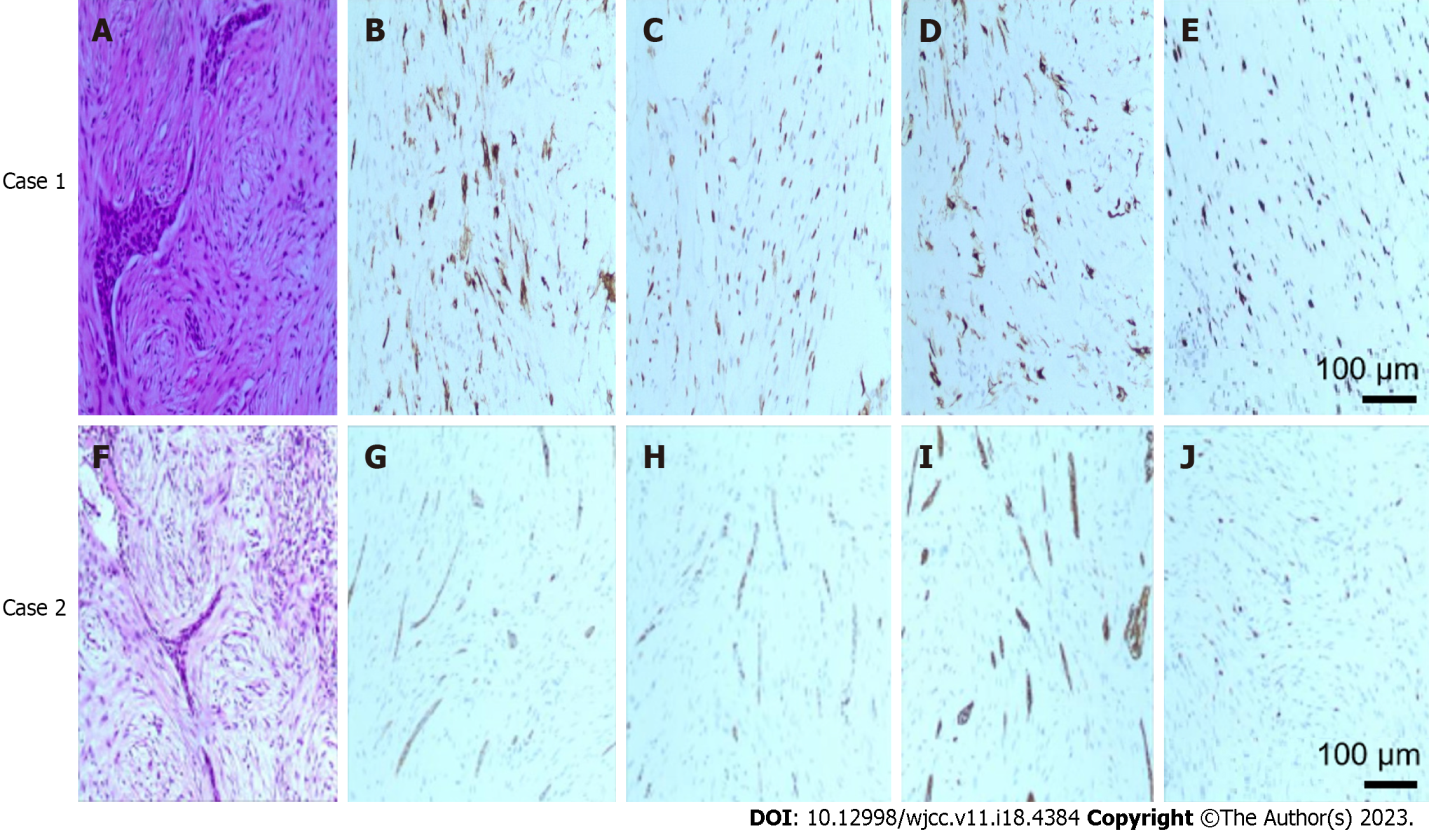 A B C D E
Case 1
100 µm
F G H I J
Case 2
100 µm
DOI: 10.12998/wjcc.v11.i18.4384 Copyright ©The Author(s) 2023.